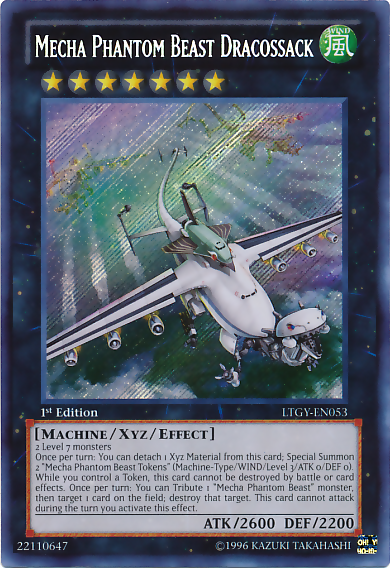 MECHA PHANTOM BEAST DRACOSSACK
WIND
風
1st Edition
LTGY-EN053
[MACHINE/XYZ/EFFECT]
2 Level 7 monsters
Once per turn: You can detach 1 Xyz Material from this card; Special Summon
2 "Mecha Phantom Beast Tokens" (Machine-Type/WIND/Level 3/ATK 0/DEF 0).
While you control a Token, this card cannot be destroyed by battle or card
effects. Once per turn: You can Tribute 1 "Mecha Phantom Beast" monster,
then target 1 card on the field; destroy that target. This card cannot attack
during the turn you activate this effect.
ATK/2600 DEF/2200
22110647
©1996 KAZUKI TAKAHASHI